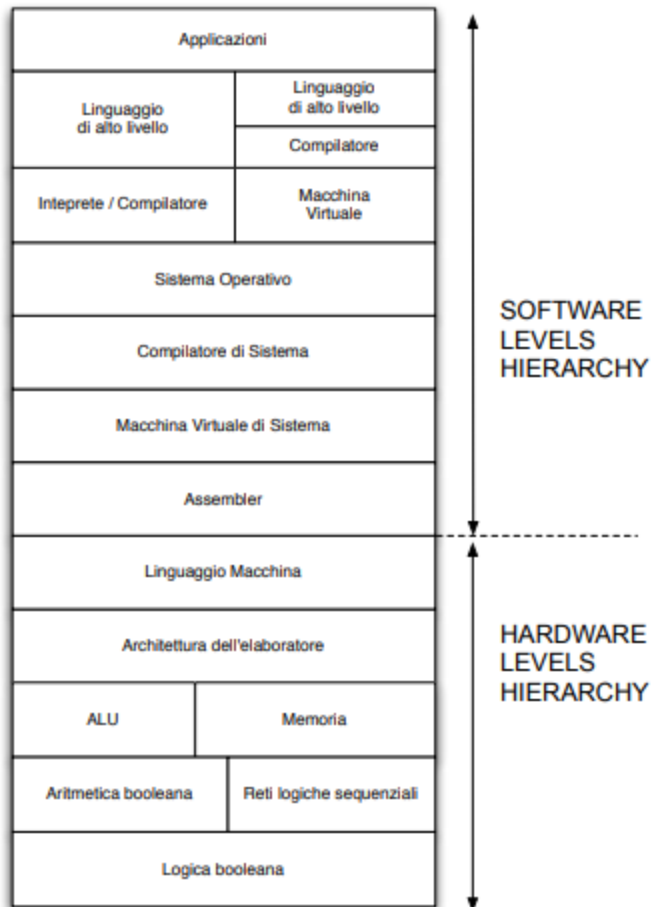 Applicazioni
Linguaggio
di alto livello
Linguaggio
di alto livello
Compilatore
Inteprete / Compilatore
Macchina
Virtuale
Sistema Operativo
Compilatore di Sistema
Macchina Virtuale di Sistema
Assembler
SOFTWARE
LEVELS
HIERARCHY
Linguaggio Macchina
Architettura dell'elaboratore
ALU
Memoria
Aritmetica booleana
Reti logiche sequenziali
Logica booleana
HARDWARE
LEVELS
HIERARCHY